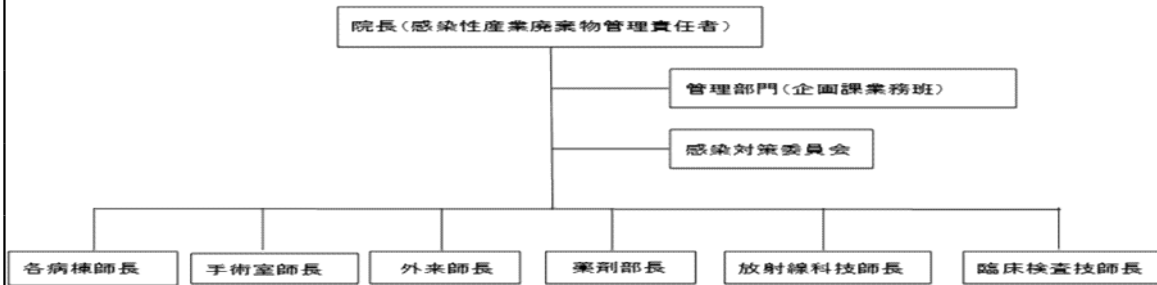 院長(感染性産業廃棄物管理責任者)
管理部門(企画課業務班)
感染対策委員会
各病棟師長
手術室師長
外来師長
薬剤部長
放射線科技師長
臨床検査技師長